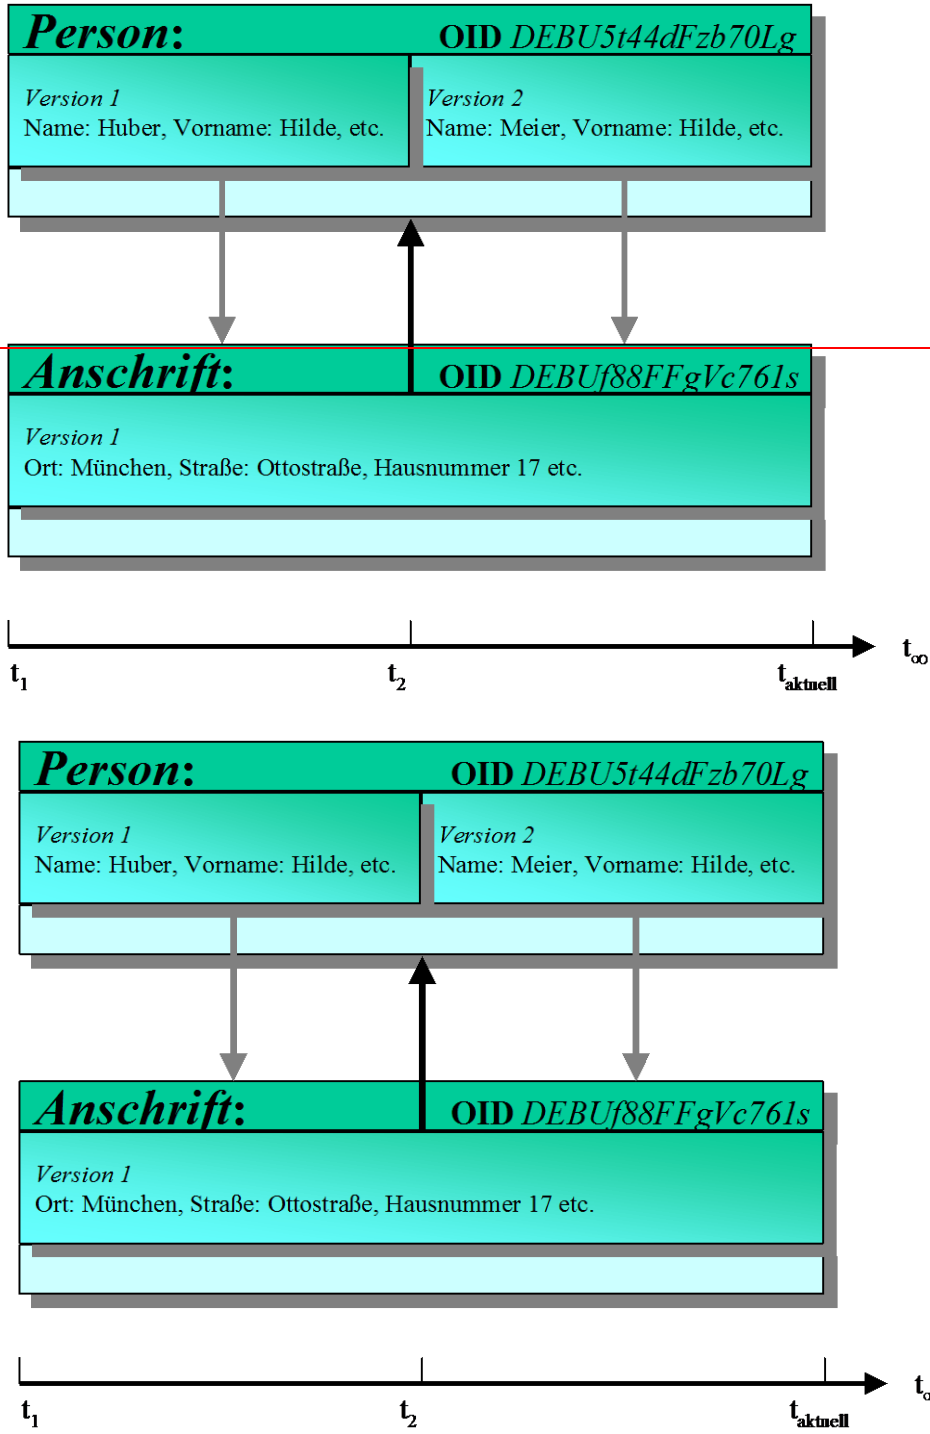 Person: OID DEBU5t44dFzb70Lg
Version 1 Version 2
Name: Huber, Vorname: Hilde, etc. Name: Meier, Vorname: Hilde, etc.
Anschrift: OID DEBUf88FFgVc761s
Version 1
Ort: München, Straße: Ottostraße, Hausnummer 17 etc.
t∞
t1 t2 taktuell
Person: OID DEBU5t44dFzb70Lg
Version 1 Version 2
Name: Huber, Vorname: Hilde, etc. Name: Meier, Vorname: Hilde, etc.
Anschrift: OID DEBUf88FFgVc761s
Version 1
Ort: München, Straße: Ottostraße, Hausnummer 17 etc.
t
t1 t2 taktuell